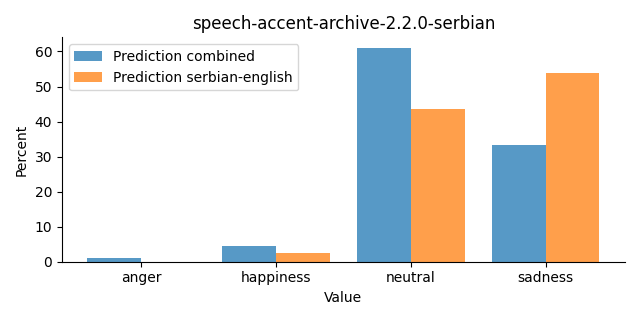 speech-accent-archive-2.2.0-serbian
Prediction combined
Prediction serbian-english
Percent
60
50
40
30
20
10
0
anger happiness neutral sadness
Value